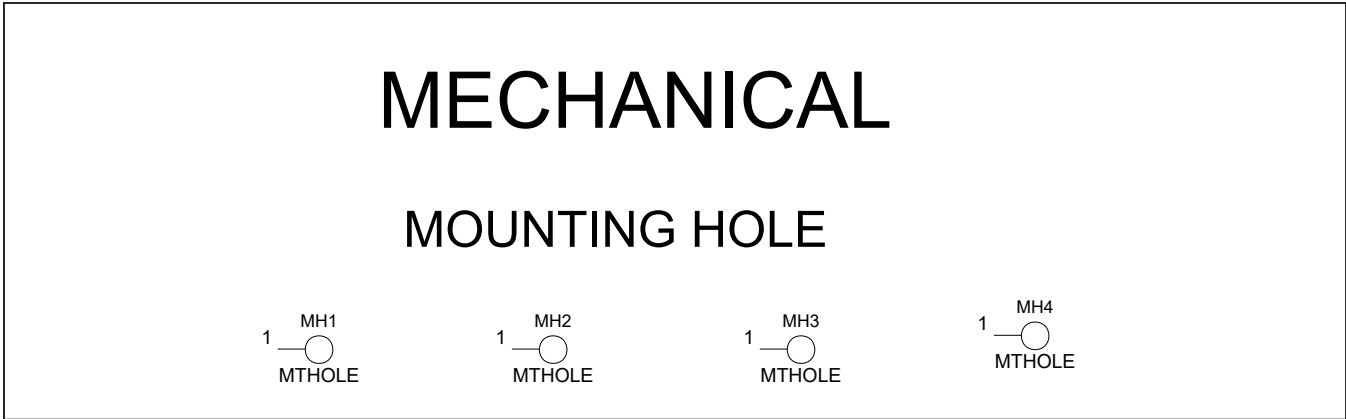 MECHANICAL
MOUNTING HOLE
MH1
1
MTHOLE
MH2
1
MTHOLE
MH3
1
MTHOLE
MH4
1
MTHOLE